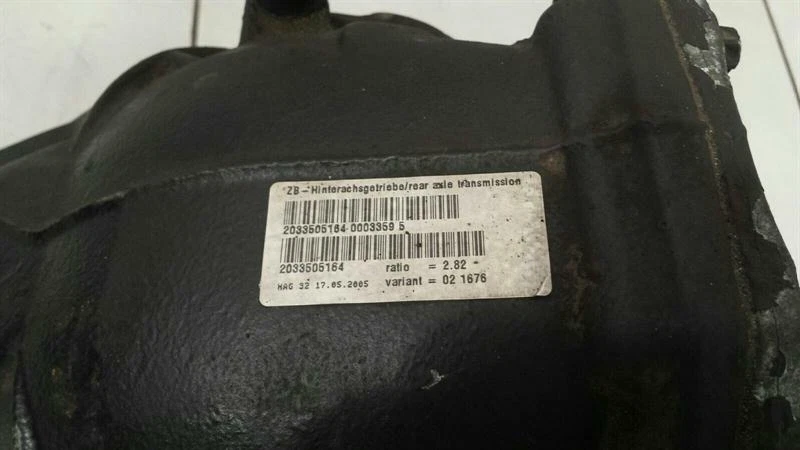 ZB - Hinterachsgetriebe/rear axle transmission
2033505164 0003359 5
2033505164 ratio = 2.82
HAG 32 17.05.2005 variant = 02 1676